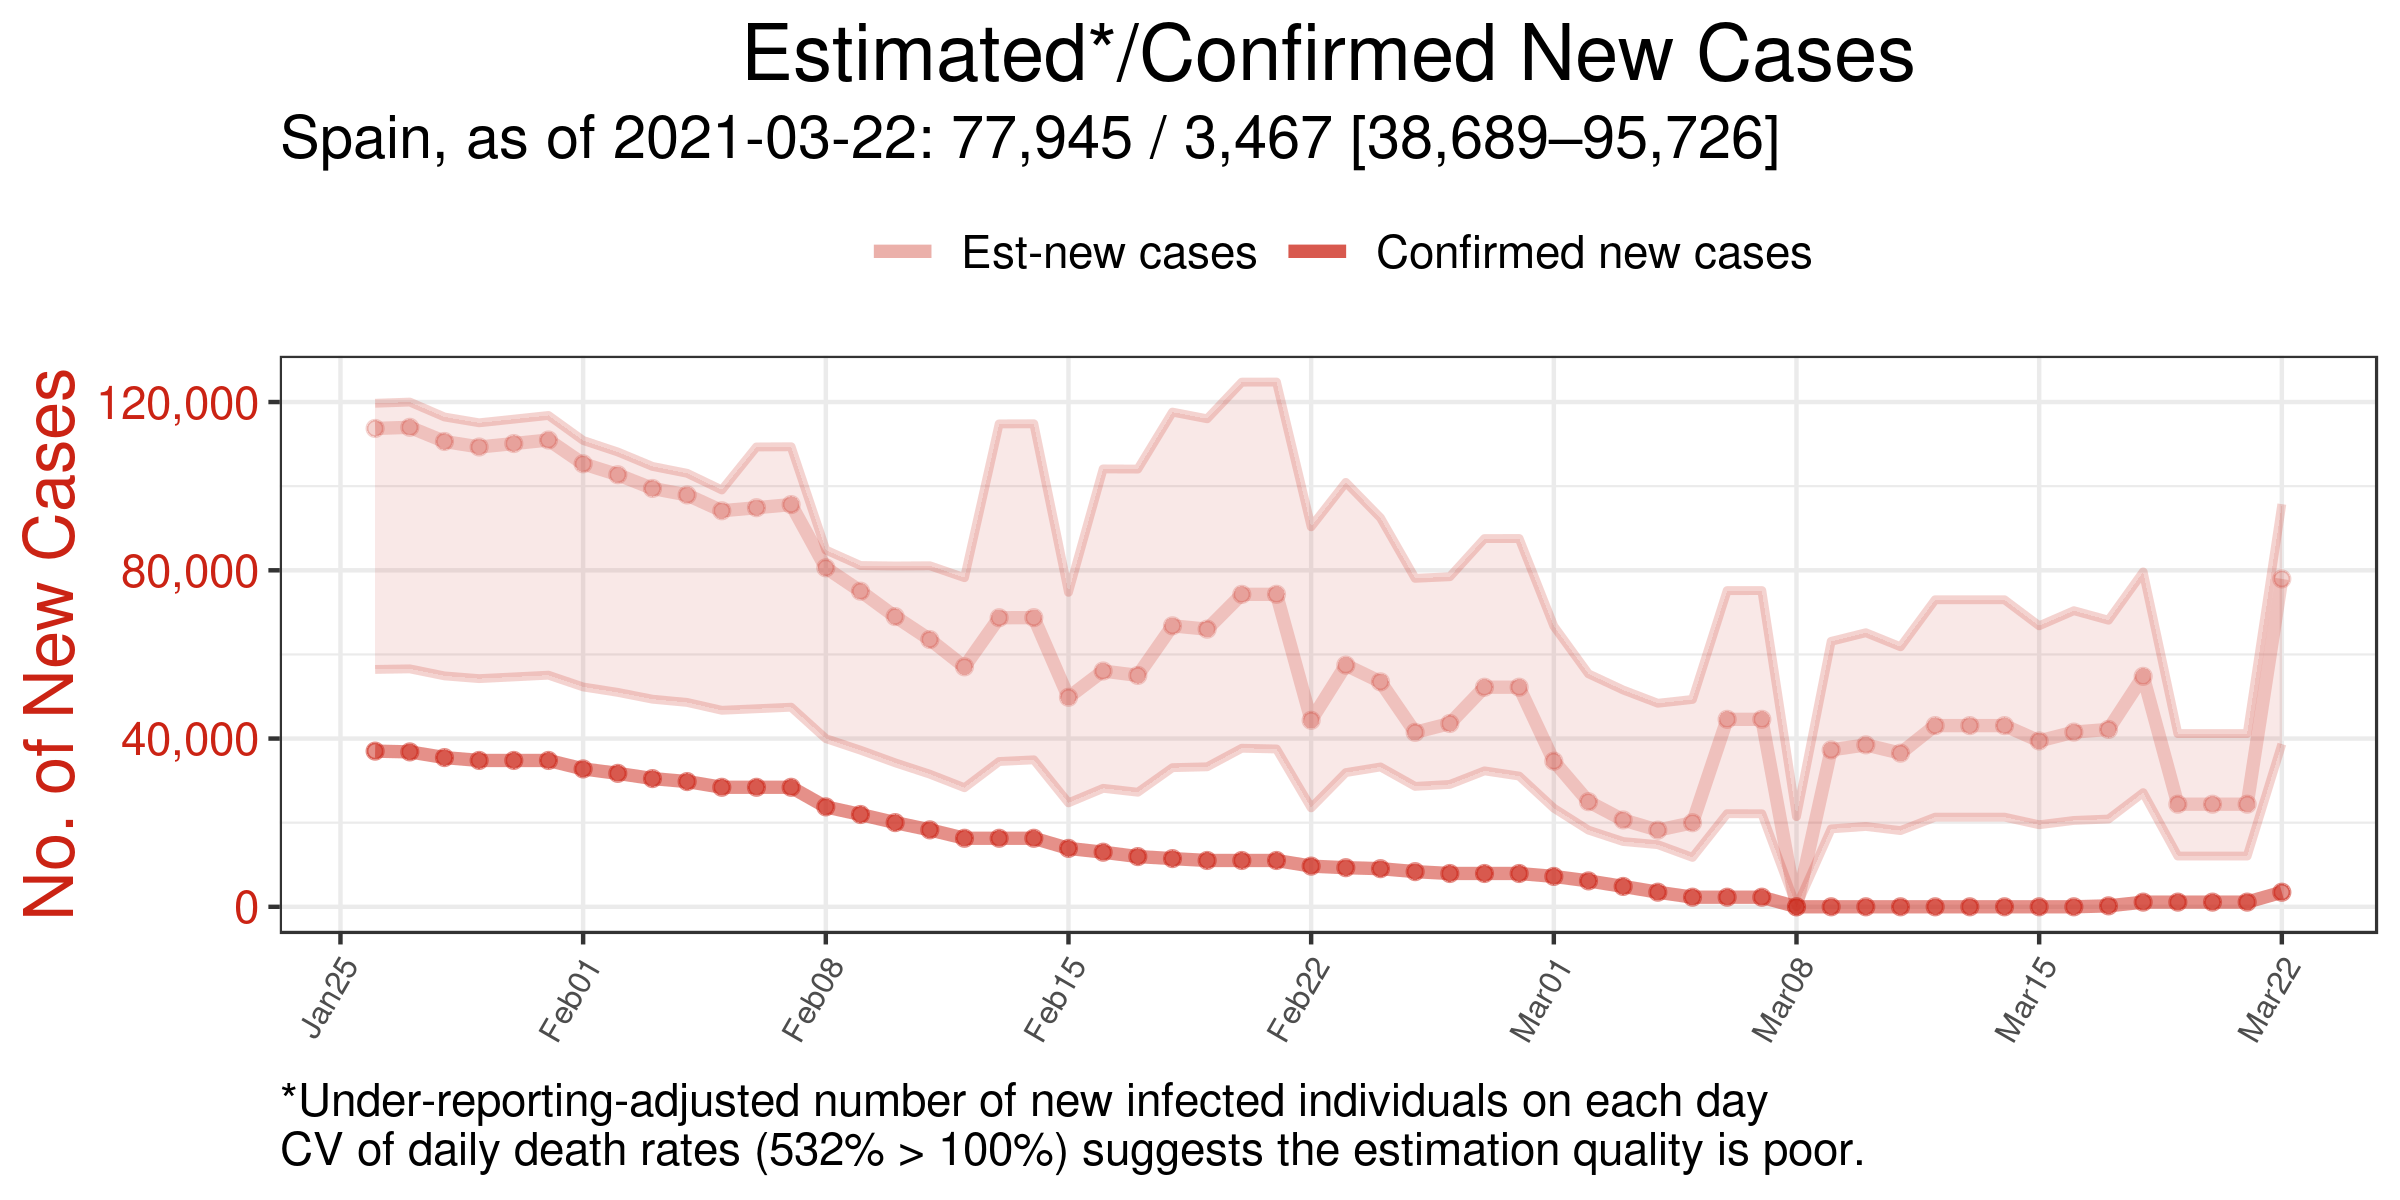 Estimated*/Confirmed New Cases
Spain, as of 2021-03-22: 77,945 / 3,467 [38,689–95,726]
Est-new cases
Confirmed new cases
No. of New Cases
120,000
80,000
40,000
0
Jan25
Feb01
Feb08
Feb15
Feb22
Mar01
Mar08
Mar15
Mar22
*Under-reporting-adjusted number of new infected individuals on each day
CV of daily death rates (532% > 100%) suggests the estimation quality is poor.